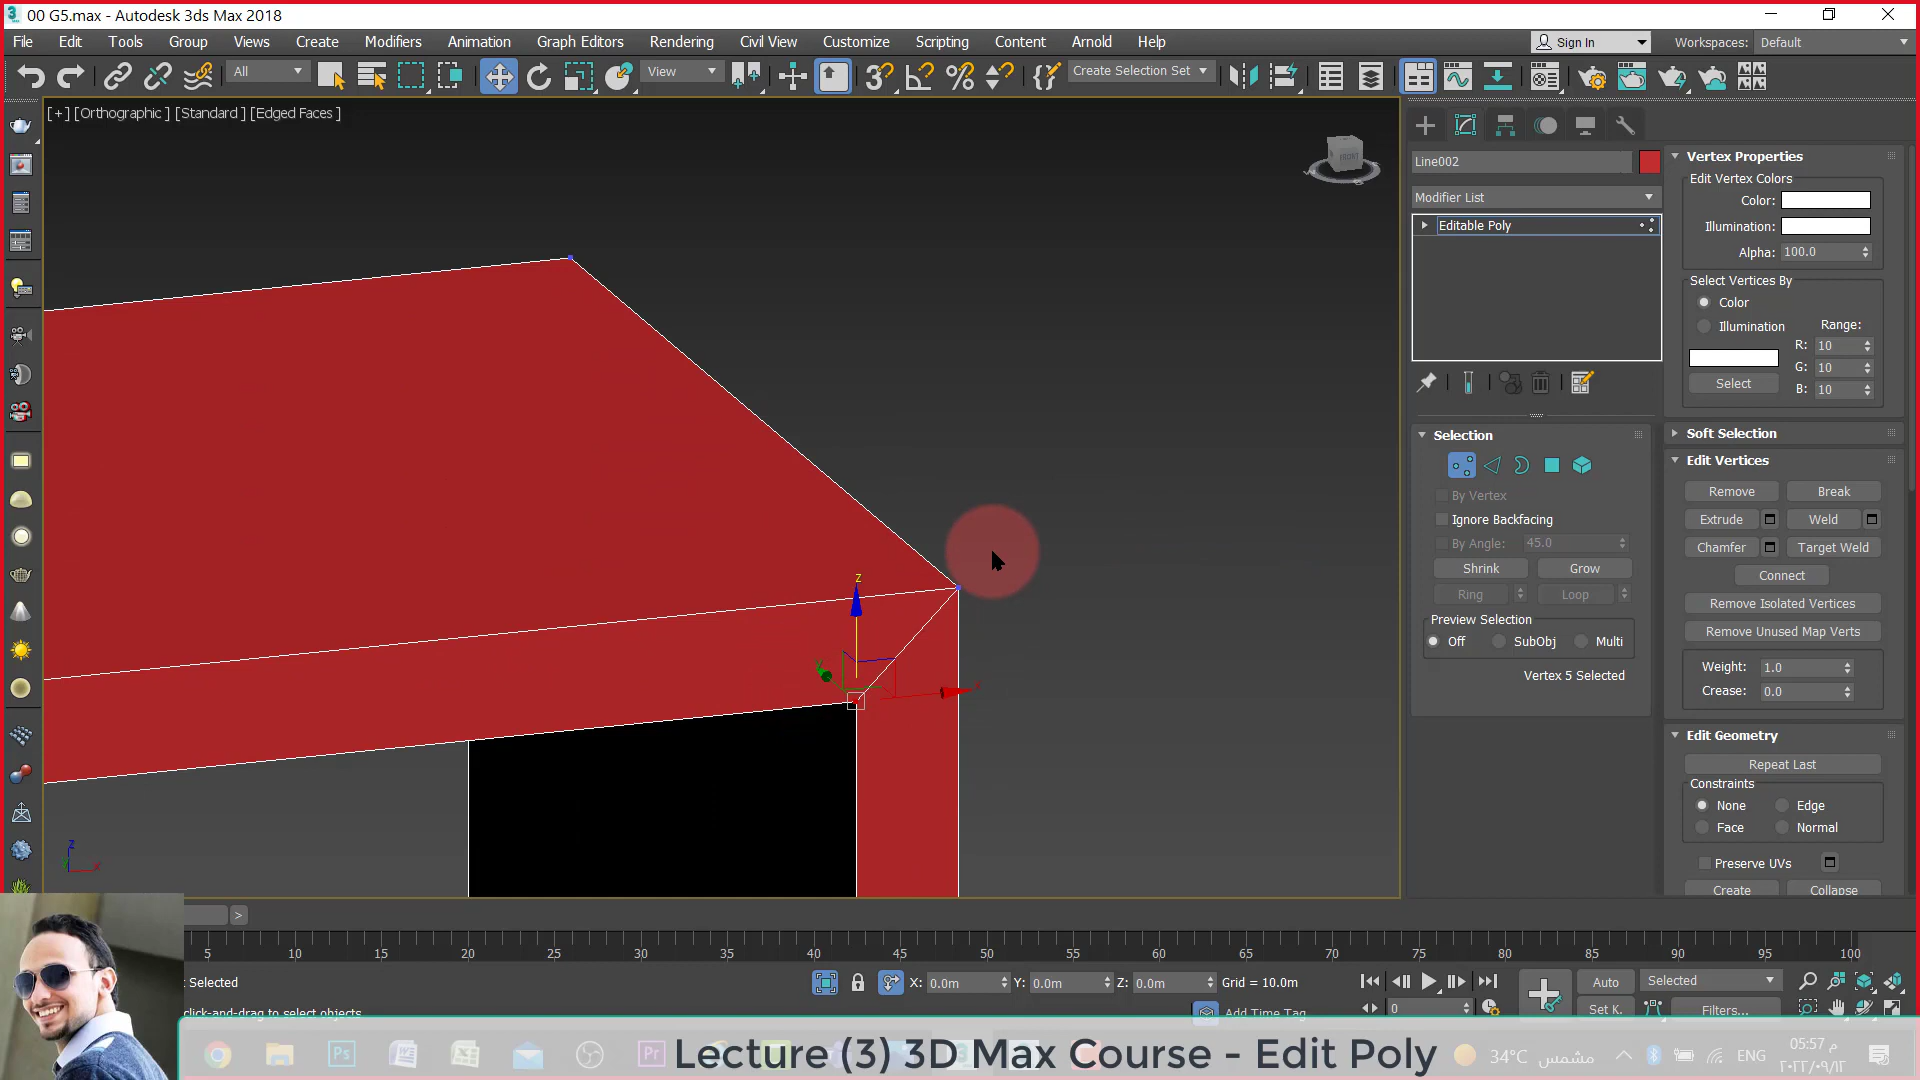 00 G5.max - Autodesk 3ds Max 2018
File Edit Tools Group Views Create Modifiers Animation Graph Editors Rendering Civil View Customize Scripting Content Arnold Help
Sign In Workspaces: Default
All View Create Selection Set
[+] [Orthographic ] [Standard ] [Edged Faces ]
Line002
Modifier List
Editable Poly
Vertex Properties
Edit Vertex Colors
Color:
Illumination:
Alpha: 100.0
Select Vertices By
Color
Illumination Range:
R: 10
G: 10
Select B: 10
Selection
By Vertex
Ignore Backfacing
By Angle: 45.0
Shrink Grow
Ring Loop
Preview Selection
Off SubObj Multi
Vertex 5 Selected
Soft Selection
Edit Vertices
Remove Break
Extrude Weld
Chamfer Target Weld
Connect
Remove Isolated Vertices
Remove Unused Map Verts
Weight: 1.0
Crease: 0.0
Edit Geometry
Repeat Last
Constraints
None Edge
Face Normal
Preserve UVs
Create Collapse
z
x
z
x
>
5 10 15 20 25 30 35 40 45 50 55 60 65 70 75 80 85 90 95 100
Selected X: 0.0m Y: 0.0m Z: 0.0m Grid = 10.0m Auto Selected
click-and-drag to select objects Add Time Tag 0 Set K. Filters...
Lecture (3) 3D Max Course - Edit Poly
34°C مشمس ENG 05:57 م
٢٠٢٢/٠٩/١٢